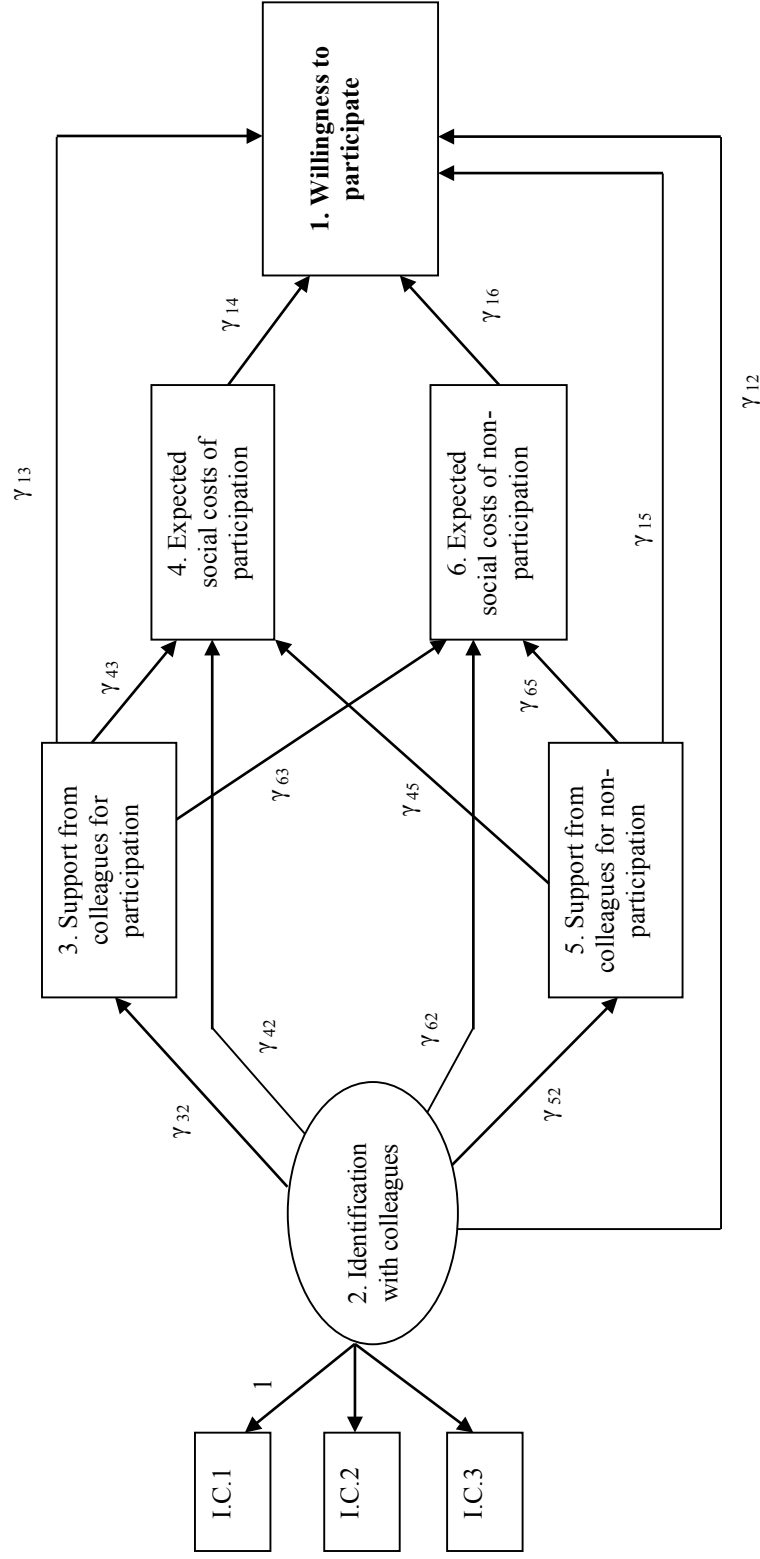 γ 13
3. Support from
colleagues for
participation
γ 43
4. Expected
social costs of
participation
γ 14
1. Willingness to
participate
γ 32
γ 42
γ 63
I.C.1
1
I.C.2
I.C.3
2. Identification
with colleagues
γ 62
γ 45
γ 65
6. Expected
social costs of non-
participation
γ 16
γ 52
5. Support from
colleagues for non-
participation
γ 15
γ 12